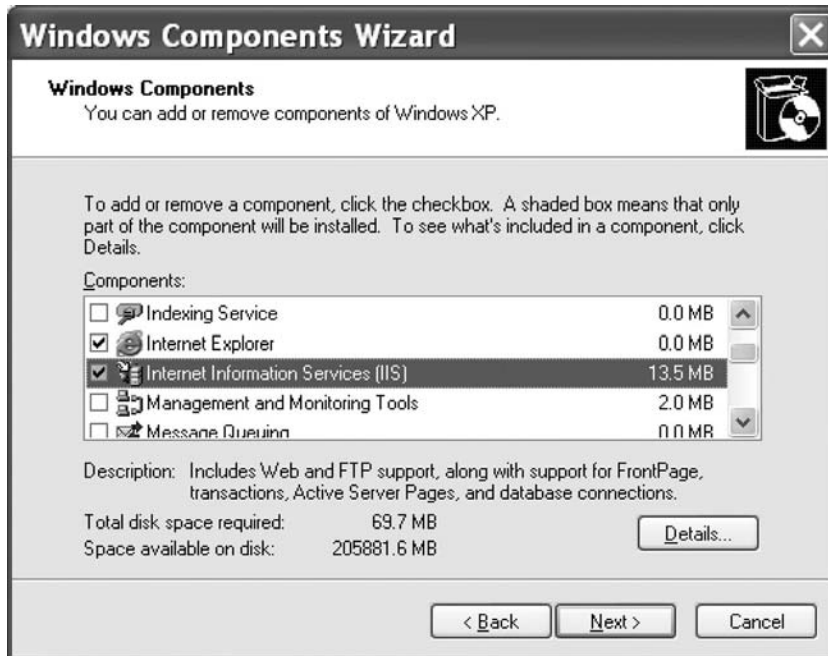 Windows Components Wizard
Windows Components
You can add or remove components of Windows XP.
To add or remove a component, click the checkbox. A shaded box means that only
part of the component will be installed. To see what's included in a component, click
Details.
Components:
Indexing Service 0.0 MB
Internet Explorer 0.0 MB
Internet Information Services (IIS) 13.5 MB
Management and Monitoring Tools 2.0 MB
Message Queuing 0.0 MB
Description: Includes Web and FTP support, along with support for FrontPage,
transactions, Active Server Pages, and database connections.
Total disk space required: 69.7 MB
Space available on disk: 205881.6 MB
Details...
< Back Next > Cancel